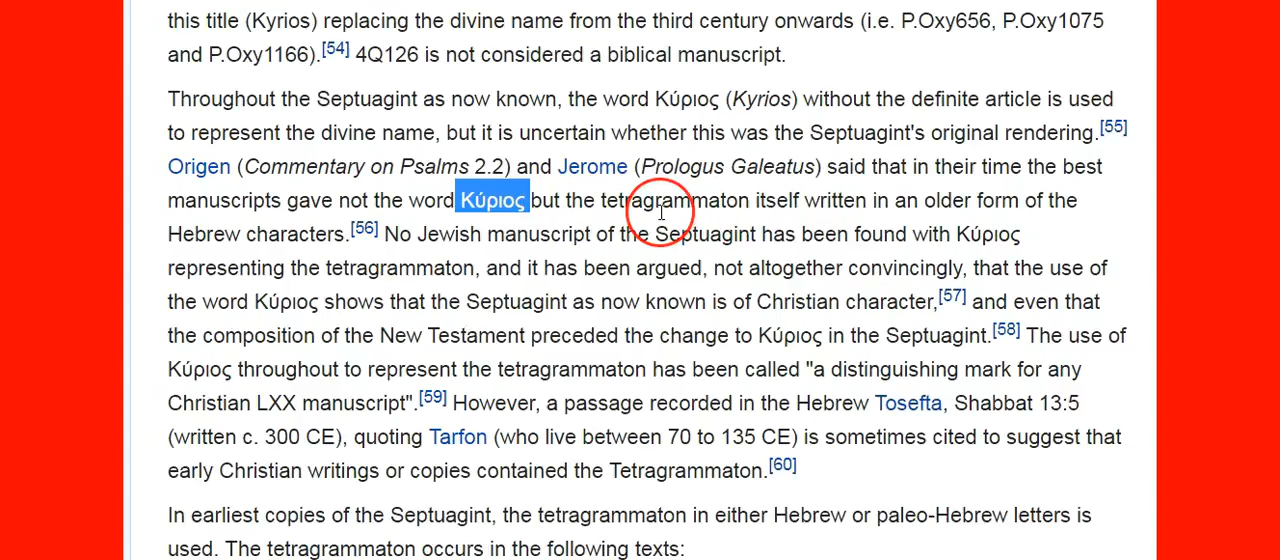 this title (Kyrios) replacing the divine name from the third century onwards (i.e. P.Oxy656, P.Oxy1075
and P.Oxy1166).[54] 4Q126 is not considered a biblical manuscript.
Throughout the Septuagint as now known, the word Κύριος (Kyrios) without the definite article is used
to represent the divine name, but it is uncertain whether this was the Septuagint's original rendering.[55]
Origen (Commentary on Psalms 2.2) and Jerome (Prologus Galeatus) said that in their time the best
manuscripts gave not the word Κύριος but the tetragrammaton itself written in an older form of the
Hebrew characters.[56] No Jewish manuscript of the Septuagint has been found with Κύριος
representing the tetragrammaton, and it has been argued, not altogether convincingly, that the use of
the word Κύριος shows that the Septuagint as now known is of Christian character,[57] and even that
the composition of the New Testament preceded the change to Κύριος in the Septuagint.[58] The use of
Κύριος throughout to represent the tetragrammaton has been called "a distinguishing mark for any
Christian LXX manuscript".[59] However, a passage recorded in the Hebrew Tosefta, Shabbat 13:5
(written c. 300 CE), quoting Tarfon (who live between 70 to 135 CE) is sometimes cited to suggest that
early Christian writings or copies contained the Tetragrammaton.[60]
In earliest copies of the Septuagint, the tetragrammaton in either Hebrew or paleo-Hebrew letters is
used. The tetragrammaton occurs in the following texts: